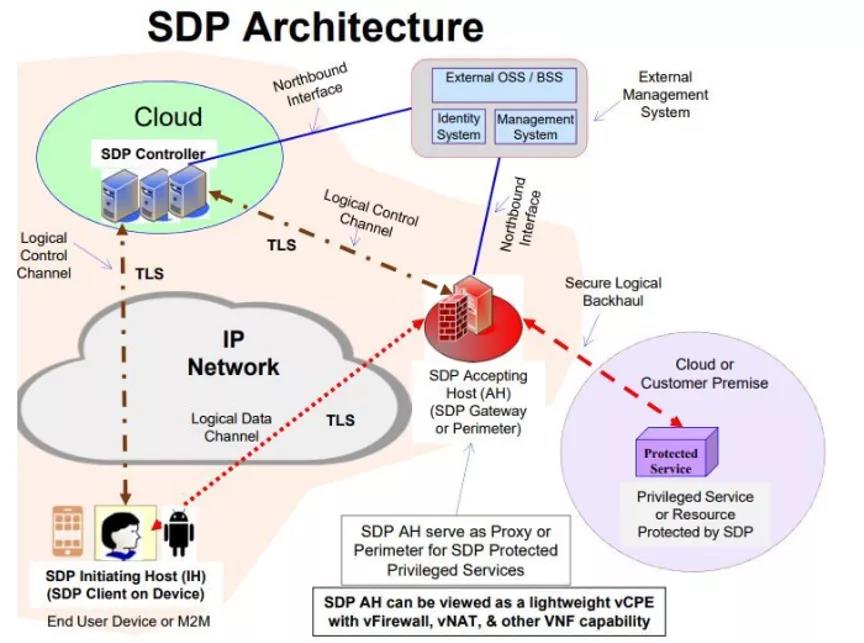 SDP Architecture
Northbound
Interface
External OSS / BSS
Identity
System
Management
System
External
Management
System
Cloud
SDP Controller
Logical Control
Channel
TLS
Northbound
Interface
Logical
Control
Channel
TLS
Secure Logical
Backhaul
IP
Network
Logical Data
Channel
TLS
SDP Accepting
Host (AH)
(SDP Gateway
or Perimeter)
Cloud or
Customer Premise
Protected
Service
Privileged Service
or Resource
Protected by SDP
SDP AH serve as Proxy or
Perimeter for SDP Protected
Privileged Services
SDP Initiating Host (IH)
(SDP Client on Device)
End User Device or M2M
SDP AH can be viewed as a lightweight vCPE
with vFirewall, vNAT, & other VNF capability